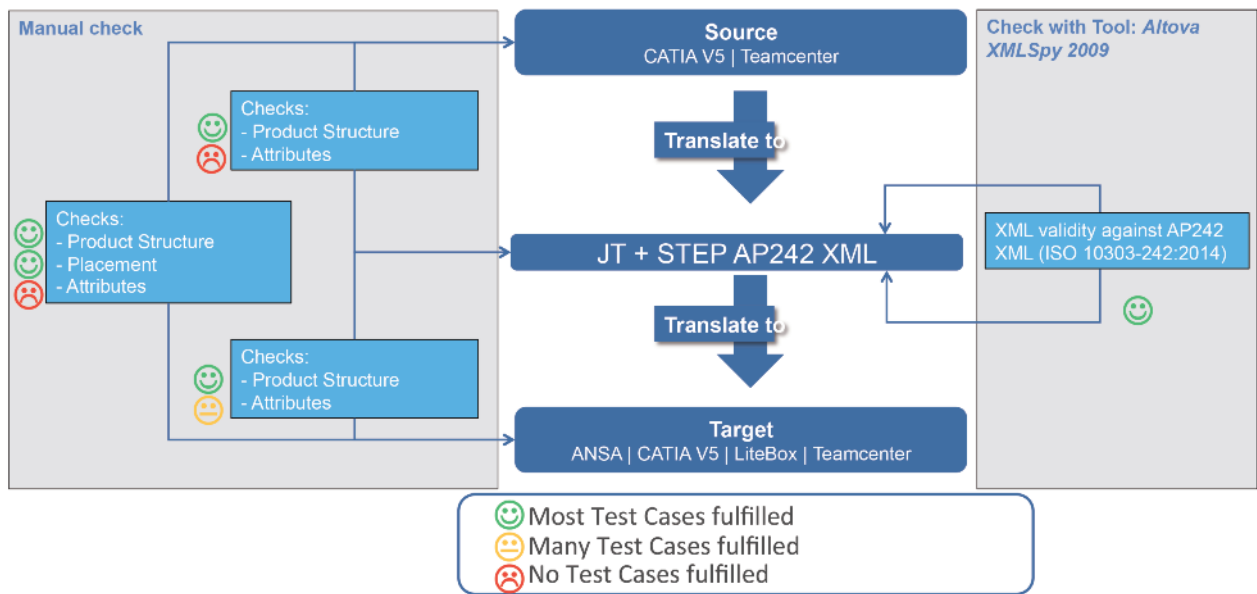 Manual check
Source
CATIA V5 | Teamcenter
Check with Tool: Altova
XMLSpy 2009
Checks:
- Product Structure
- Attributes
Translate to
Checks:
- Product Structure
- Placement
- Attributes
JT + STEP AP242 XML
XML validity against AP242
XML (ISO 10303-242:2014)
Translate to
Checks:
- Product Structure
- Attributes
Target
ANSA | CATIA V5 | LiteBox | Teamcenter
Most Test Cases fulfilled
Many Test Cases fulfilled
No Test Cases fulfilled